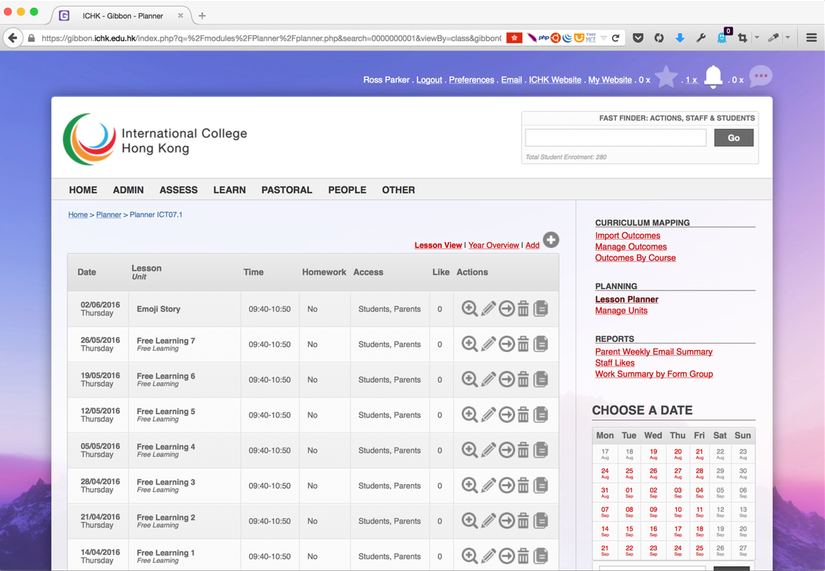 ICHK - Gibbon - Planner
https://gibbon.ichk.edu.hk/index.php?q=%2Fmodules%2FPlanner%2Fplanner.php&search=0000000001&viewBy=class&gibbonC
php
0
Ross Parker . Logout . Preferences . Email . ICHK Website . My Website . 0 x . 1 x . 0 x
International College
Hong Kong
FAST FINDER: ACTIONS, STAFF & STUDENTS
Go
Total Student Enrolment: 280
HOME ADMIN ASSESS LEARN PASTORAL PEOPLE OTHER
Home > Planner > Planner ICT07.1
Lesson View | Year Overview | Add
Date Lesson Time Homework Access Like Actions
Unit
02/06/2016 Emoji Story 09:40-10:50 No Students, Parents 0
Thursday
26/05/2016 Free Learning 7 09:40-10:50 No Students, Parents 0
Thursday Free Learning
19/05/2016 Free Learning 6 09:40-10:50 No Students, Parents 0
Thursday Free Learning
12/05/2016 Free Learning 5 09:40-10:50 No Students, Parents 0
Thursday Free Learning
05/05/2016 Free Learning 4 09:40-10:50 No Students, Parents 0
Thursday Free Learning
28/04/2016 Free Learning 3 09:40-10:50 No Students, Parents 0
Thursday Free Learning
21/04/2016 Free Learning 2 09:40-10:50 No Students, Parents 0
Thursday Free Learning
14/04/2016 Free Learning 1 09:40-10:50 No Students, Parents 0
Thursday Free Learning
CURRICULUM MAPPING
Import Outcomes
Manage Outcomes
Outcomes By Course
PLANNING
Lesson Planner
Manage Units
REPORTS
Parent Weekly Email Summary
Staff Likes
Work Summary by Form Group
CHOOSE A DATE
Mon Tue Wed Thu Fri Sat Sun
17 18 19 20 21 22 23
Aug Aug Aug Aug Aug Aug Aug
24 25 26 27 28 29 30
Aug Aug Aug Aug Aug Aug Aug
31 01 02 03 04 05 06
Aug Sep Sep Sep Sep Sep Sep
07 08 09 10 11 12 13
Sep Sep Sep Sep Sep Sep Sep
14 15 16 17 18 19 20
Sep Sep Sep Sep Sep Sep Sep
21 22 23 24 25 26 27
Sep Sep Sep Sep Sep Sep Sep